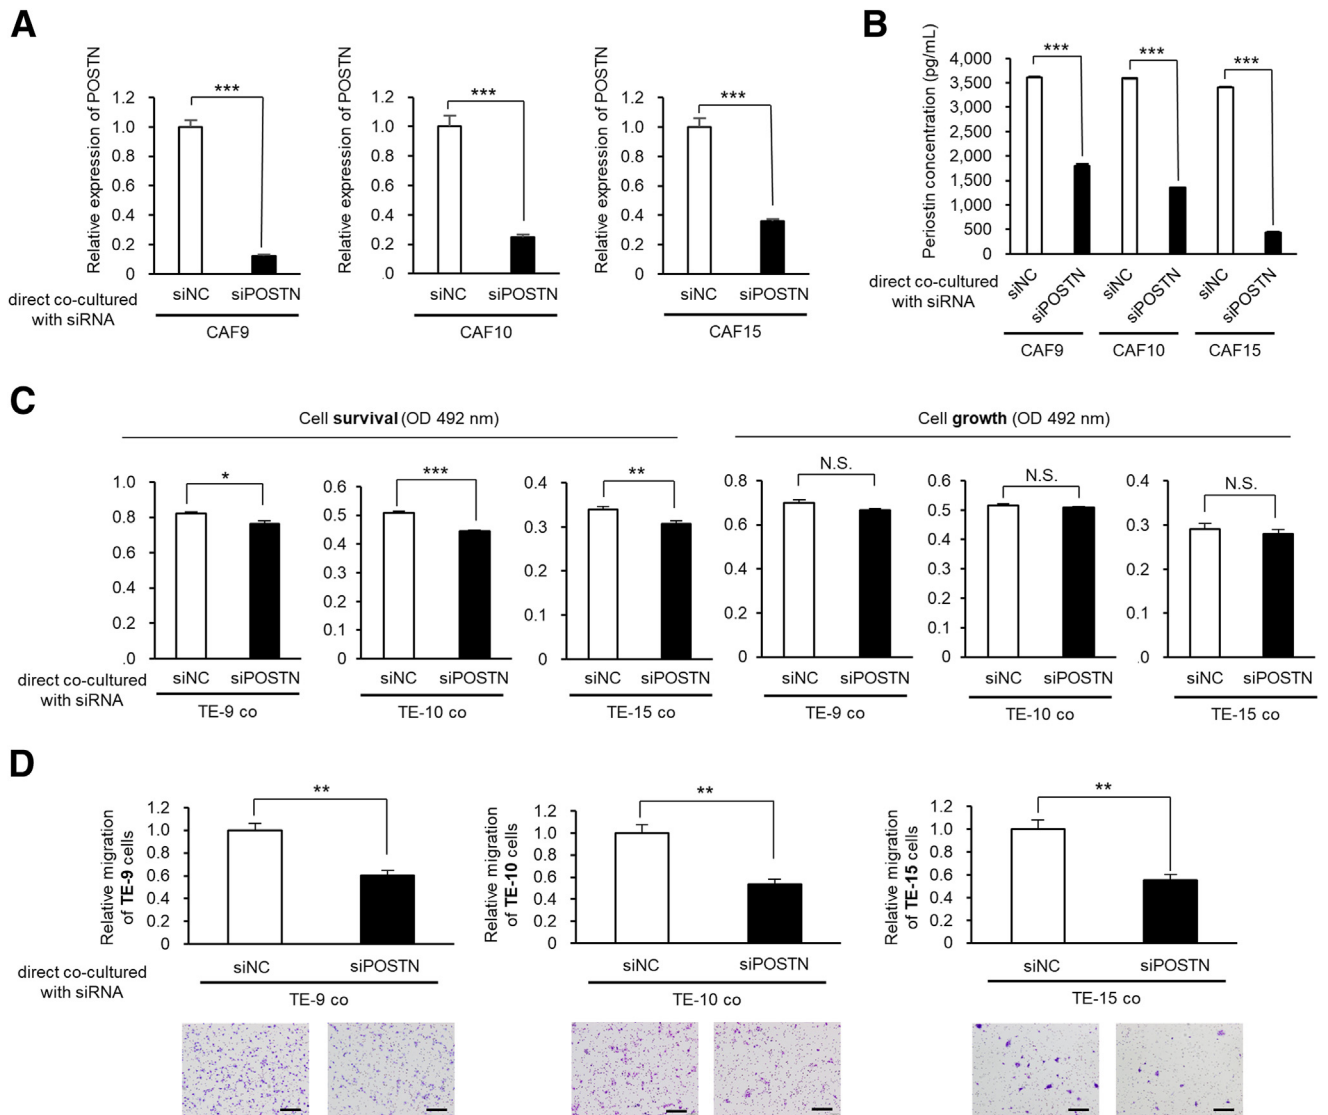 A
Relative expression of POSTN
1.2
1.0
0.8
0.6
0.4
0.2
.0
***
siNC siPOSTN
CAF9
Relative expression of POSTN
1.2
1.0
0.8
0.6
0.4
0.2
.0
***
siNC siPOSTN
CAF10
Relative expression of POSTN
1.2
1.0
0.8
0.6
0.4
0.2
.0
***
siNC siPOSTN
CAF15
direct co-cultured
with siRNA
B
Periostin concentration (pg/mL)
4,000
3,500
3,000
2,500
2,000
1,500
1,000
500
0
*** *** ***
siNC siPOSTN siNC siPOSTN siNC siPOSTN
CAF9 CAF10 CAF15
direct co-cultured
with siRNA
C
Cell survival (OD 492 nm)
1.0
0.8
0.6
0.4
0.2
.0
*
siNC siPOSTN
TE-9 co
0.6
0.5
0.4
0.3
0.2
0.1
0
***
siNC siPOSTN
TE-10 co
0.4
0.3
0.2
0.1
0
**
siNC siPOSTN
TE-15 co
Cell growth (OD 492 nm)
0.8
0.6
0.4
0.2
0
N.S.
siNC siPOSTN
TE-9 co
0.6
0.5
0.4
0.3
0.2
0.1
0
N.S.
siNC siPOSTN
TE-10 co
0.4
0.3
0.2
0.1
.0
N.S.
siNC siPOSTN
TE-15 co
direct co-cultured
with siRNA
D
Relative migration
of TE-9 cells
1.2
1.0
0.8
0.6
0.4
0.2
0
**
siNC siPOSTN
TE-9 co
Relative migration
of TE-10 cells
1.2
1.0
0.8
0.6
0.4
0.2
0
**
siNC siPOSTN
TE-10 co
Relative migration
of TE-15 cells
1.2
1.0
0.8
0.6
0.4
0.2
0
**
siNC siPOSTN
TE-15 co
direct co-cultured
with siRNA